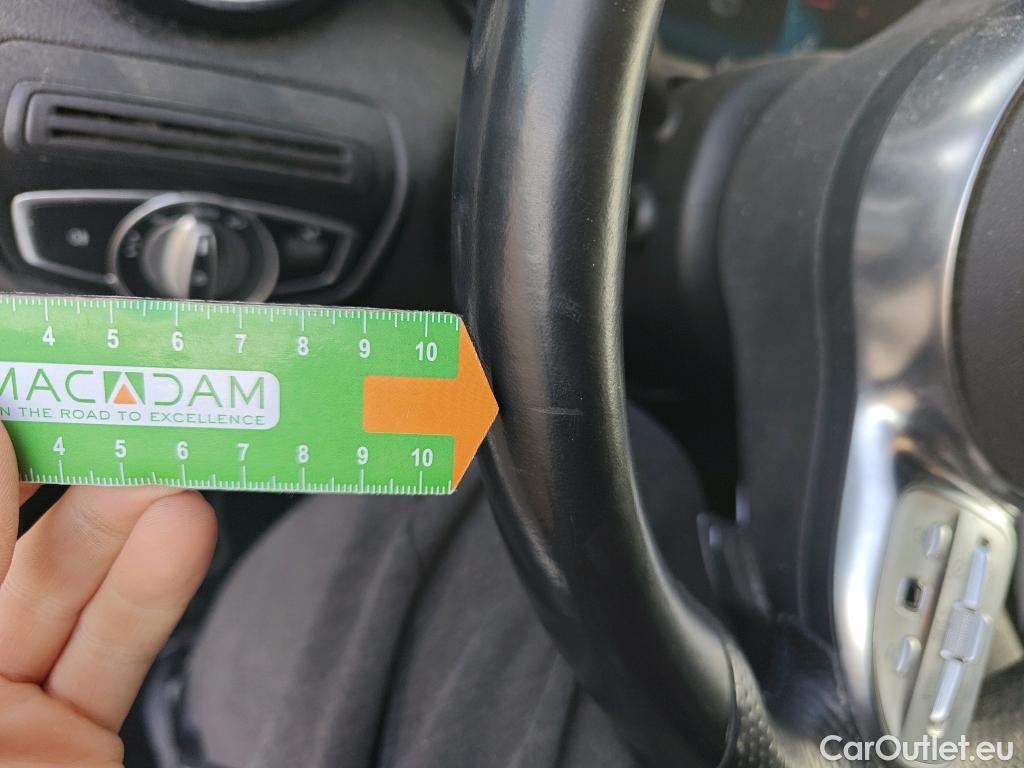 4 5 6 7 8 9 10
MACADAM
N THE ROAD TO EXCELLENCE
4 5 6 7 8 9 10
CarOutlet.eu